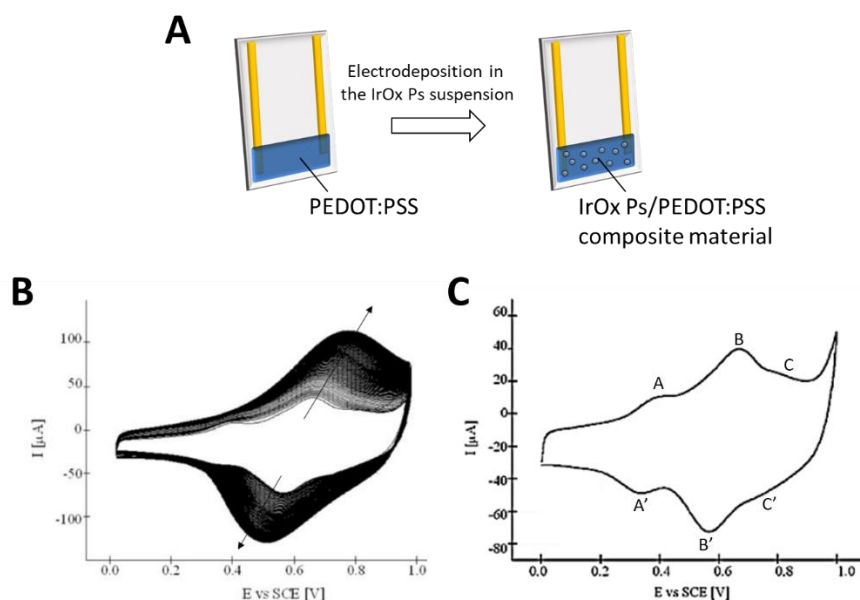 A
Electrodeposition in
the IrOx Ps suspension
PEDOT:PSS
IrOx Ps/PEDOT:PSS
composite material
B
100
50
0
-50
-100
I [µA]
0.0 0.2 0.4 0.6 0.8 1.0
E vs SCE [V]
C
60
40
20
0
-20
-40
-60
-80
I [µA]
A
B
C
A’
B’
C’
0.0 0.2 0.4 0.6 0.8 1.0
E vs SCE [V]